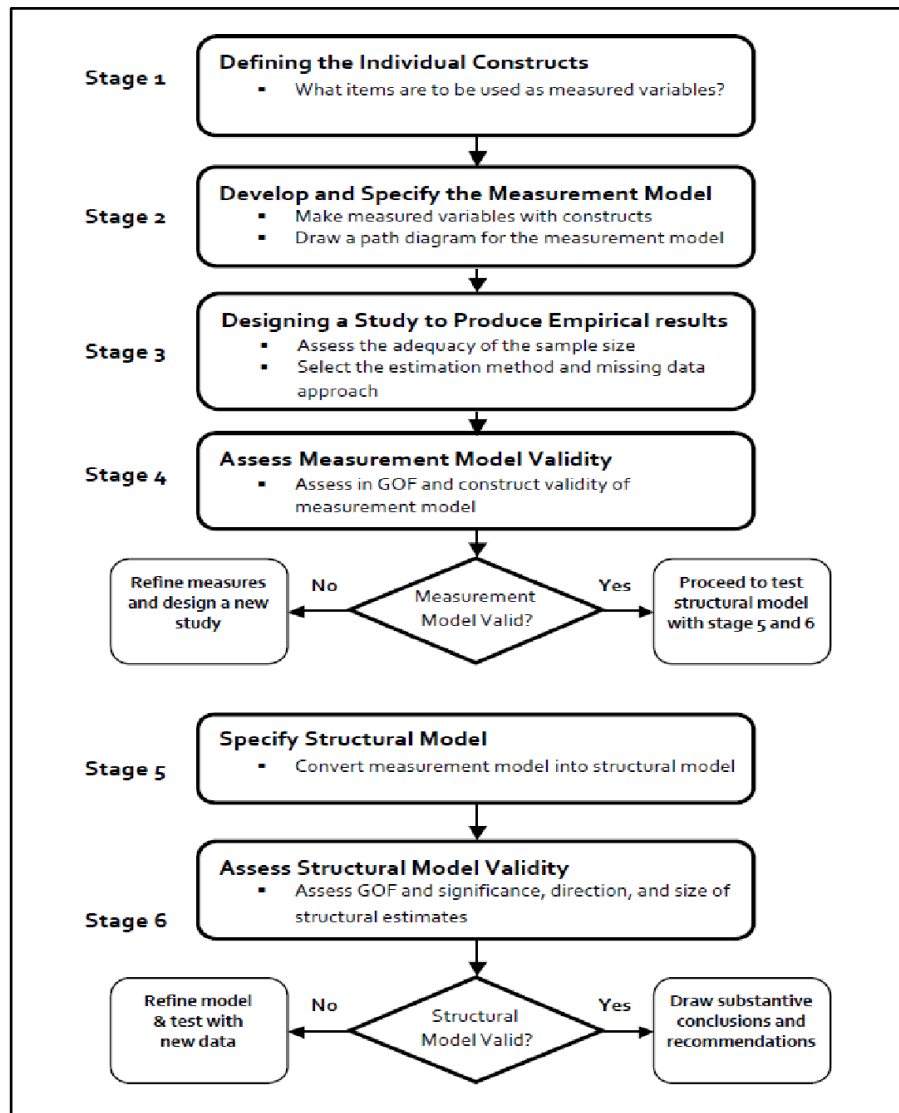 Stage 1
Defining the Individual Constructs
▪ What items are to be used as measured variables?
Stage 2
Develop and Specify the Measurement Model
▪ Make measured variables with constructs
▪ Draw a path diagram for the measurement model
Stage 3
Designing a Study to Produce Empirical results
▪ Assess the adequacy of the sample size
▪ Select the estimation method and missing data
approach
Stage 4
Assess Measurement Model Validity
▪ Assess in GOF and construct validity of
measurement model
Refine measures
and design a new
study
No
Measurement
Model Valid?
Yes
Proceed to test
structural model
with stage 5 and 6
Stage 5
Specify Structural Model
▪ Convert measurement model into structural model
Stage 6
Assess Structural Model Validity
▪ Assess GOF and significance, direction, and size of
structural estimates
Refine model
& test with
new data
No
Structural
Model Valid?
Yes
Draw substantive
conclusions and
recommendations